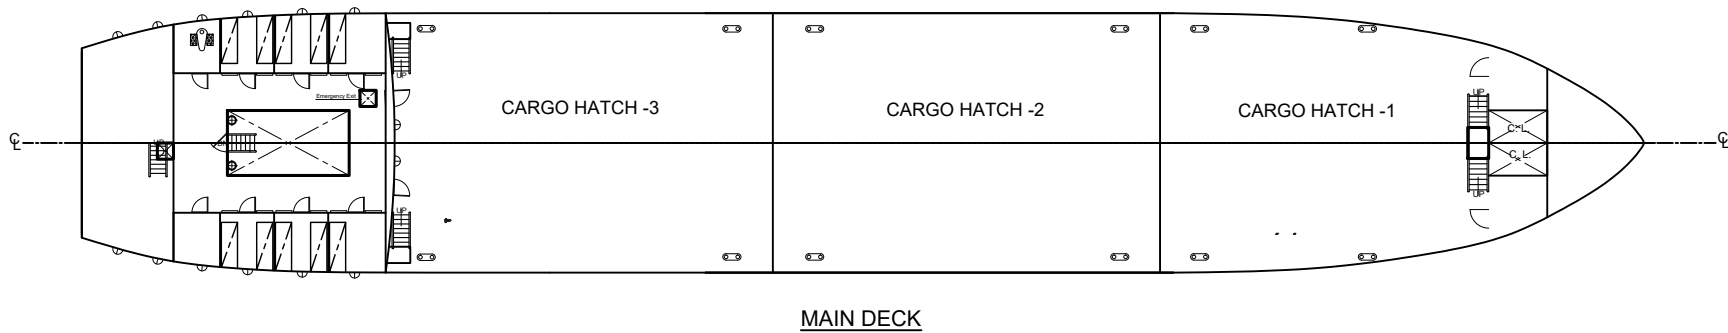 UP
Emergency Exit
CARGO HATCH -3
CARGO HATCH -2
CARGO HATCH -1
UP
C. L.
℄
UP
℄
C. L.
UP
UP
MAIN DECK